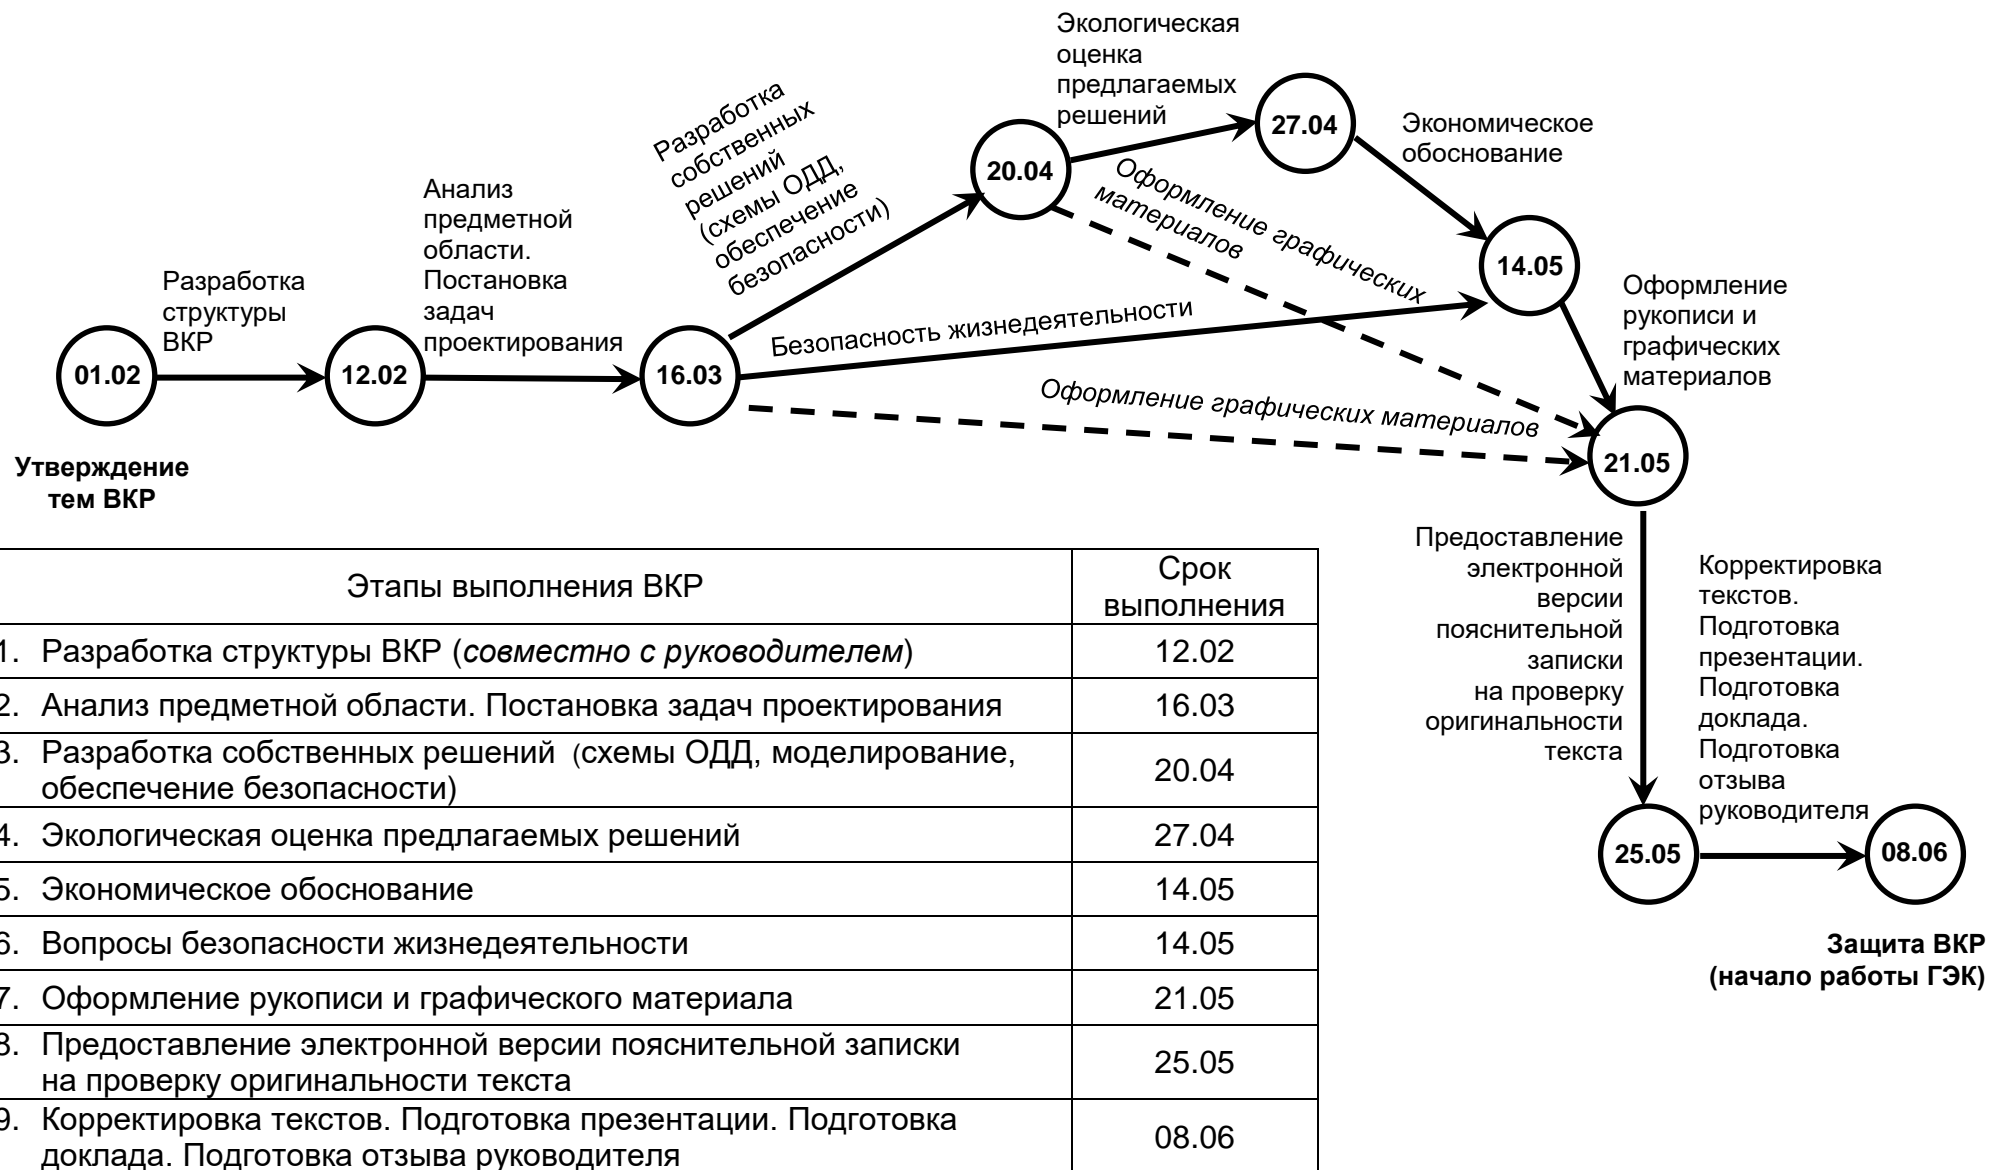 Экологическая
оценка
предлагаемых
решений
27.04
Экономическое
обоснование
Разработка
собственных
решений
(схемы ОДД,
обеспечение
безопасности)
20.04
Оформление графических
материалов
Анализ
предметной
области.
Постановка
задач
проектирования
Разработка
структуры
ВКР
14.05
Оформление
рукописи и
графических
материалов
Безопасность жизнедеятельности
01.02
12.02
16.03
Оформление графических материалов
21.05
Утверждение
тем ВКР
Предоставление
электронной
версии
пояснительной
записки
на проверку
оригинальности
текста
Корректировка
текстов.
Подготовка
презентации.
Подготовка
доклада.
Подготовка
отзыва
руководителя
25.05
08.06
Защита ВКР
(начало работы ГЭК)
Этапы выполнения ВКР
Срок
выполнения
1. Разработка структуры ВКР (совместно с руководителем)
12.02
2. Анализ предметной области. Постановка задач проектирования
16.03
3. Разработка собственных решений (схемы ОДД, моделирование,
обеспечение безопасности)
20.04
4. Экологическая оценка предлагаемых решений
27.04
5. Экономическое обоснование
14.05
6. Вопросы безопасности жизнедеятельности
14.05
7. Оформление рукописи и графического материала
21.05
8. Предоставление электронной версии пояснительной записки
на проверку оригинальности текста
25.05
9. Корректировка текстов. Подготовка презентации. Подготовка
доклада. Подготовка отзыва руководителя
08.06